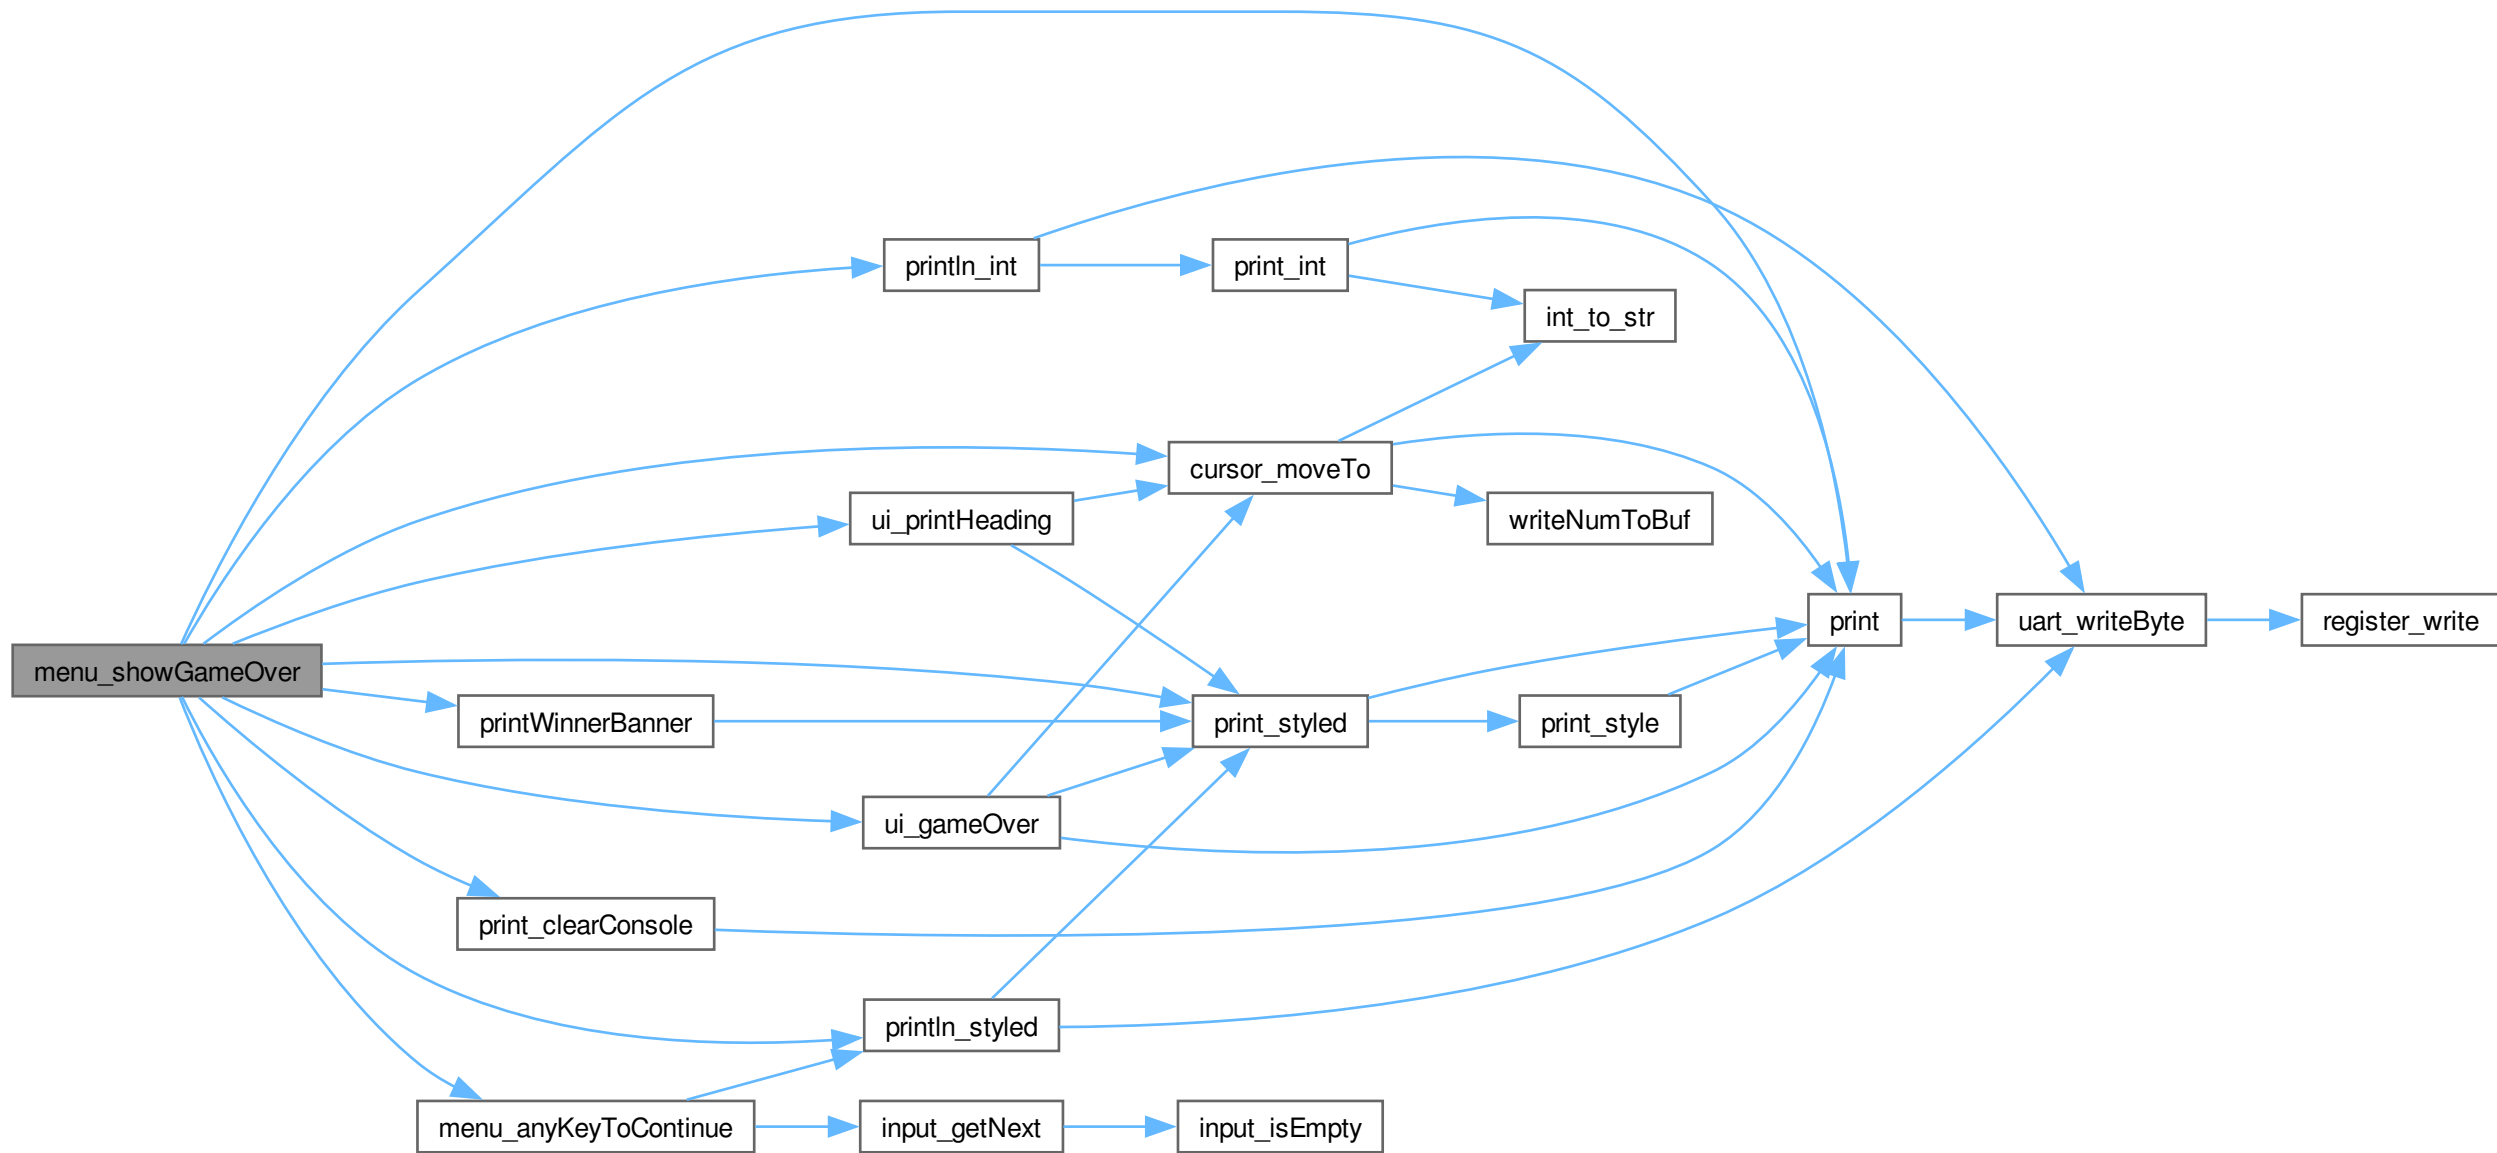 menu_showGameOver
println_int
print_int
int_to_str
cursor_moveTo
ui_printHeading
writeNumToBuf
print
uart_writeByte
register_write
printWinnerBanner
print_styled
print_style
ui_gameOver
print_clearConsole
println_styled
menu_anyKeyToContinue
input_getNext
input_isEmpty